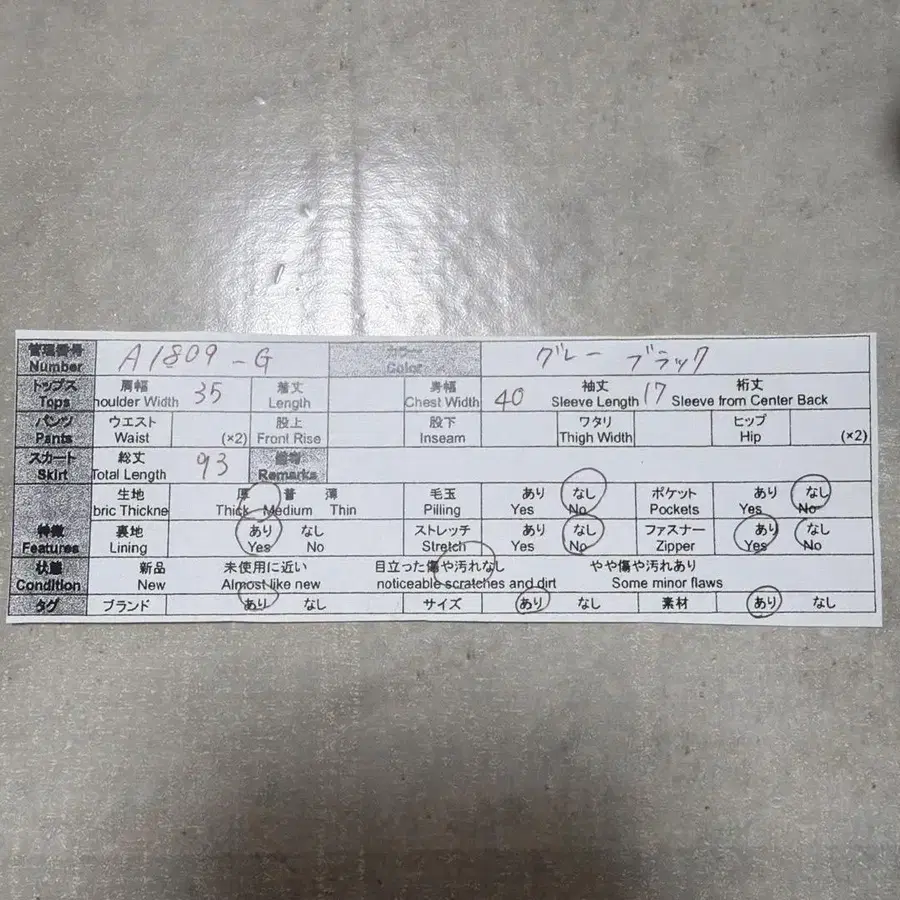 管理番号 A1809-G カラー グレー ブラック
Number Color
トップス 肩幅 35 着丈 身幅 40 袖丈 17 裄丈
Tops houlder Width Length Chest Width Sleeve Length Sleeve from Center Back
パンツ ウエスト 股上 股下 ワタリ ヒップ
Pants Waist (×2) Front Rise Inseam Thigh Width Hip (×2)
スカート 総丈 93 備考
Skirt Total Length Remarks
生地 厚 普 薄 毛玉 あり なし ポケット あり なし
bric Thickne Thick Medium Thin Pilling Yes No Pockets Yes No
特徴 裏地 あり なし ストレッチ あり なし ファスナー あり なし
Features Lining Yes No Stretch Yes No Zipper Yes No
状態 新品 未使用に近い 目立った傷や汚れなし やや傷や汚れあり
Condition New Almost like new noticeable scratches and dirt Some minor flaws
タグ ブランド あり なし サイズ あり なし 素材 あり なし